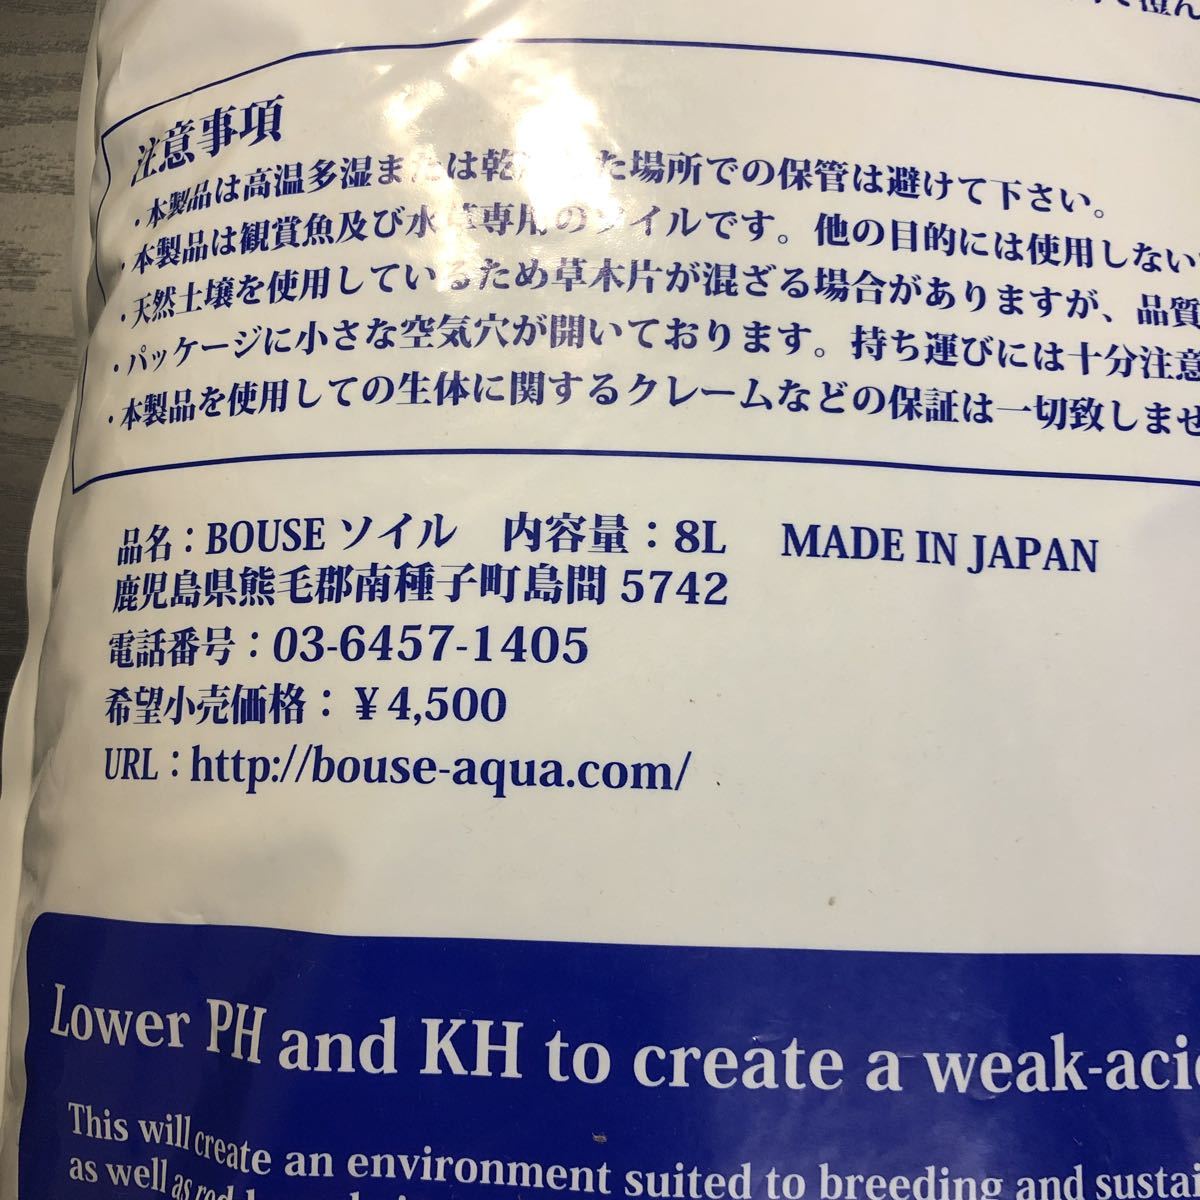 で澄ん
注意事項
・本製品は高温多湿または乾 た場所での保管は避けて下さい。
・本製品は観賞魚及び水草専用のソイルです。他の目的には使用しない
・天然土壌を使用しているため草木片が混ざる場合がありますが、品質
・パッケージに小さな空気穴が開いております。持ち運びには十分注意
・本製品を使用しての生体に関するクレームなどの保証は一切致しませ
品名：BOUSE ソイル　内容量：8L　MADE IN JAPAN
鹿児島県熊毛郡南種子町島間 5742
電話番号：03-6457-1405
希望小売価格：￥4,500
URL：http://bouse-aqua.com/
Lower PH and KH to create a weak-aci
This will create an environment suited to breeding and sustai
as well as red